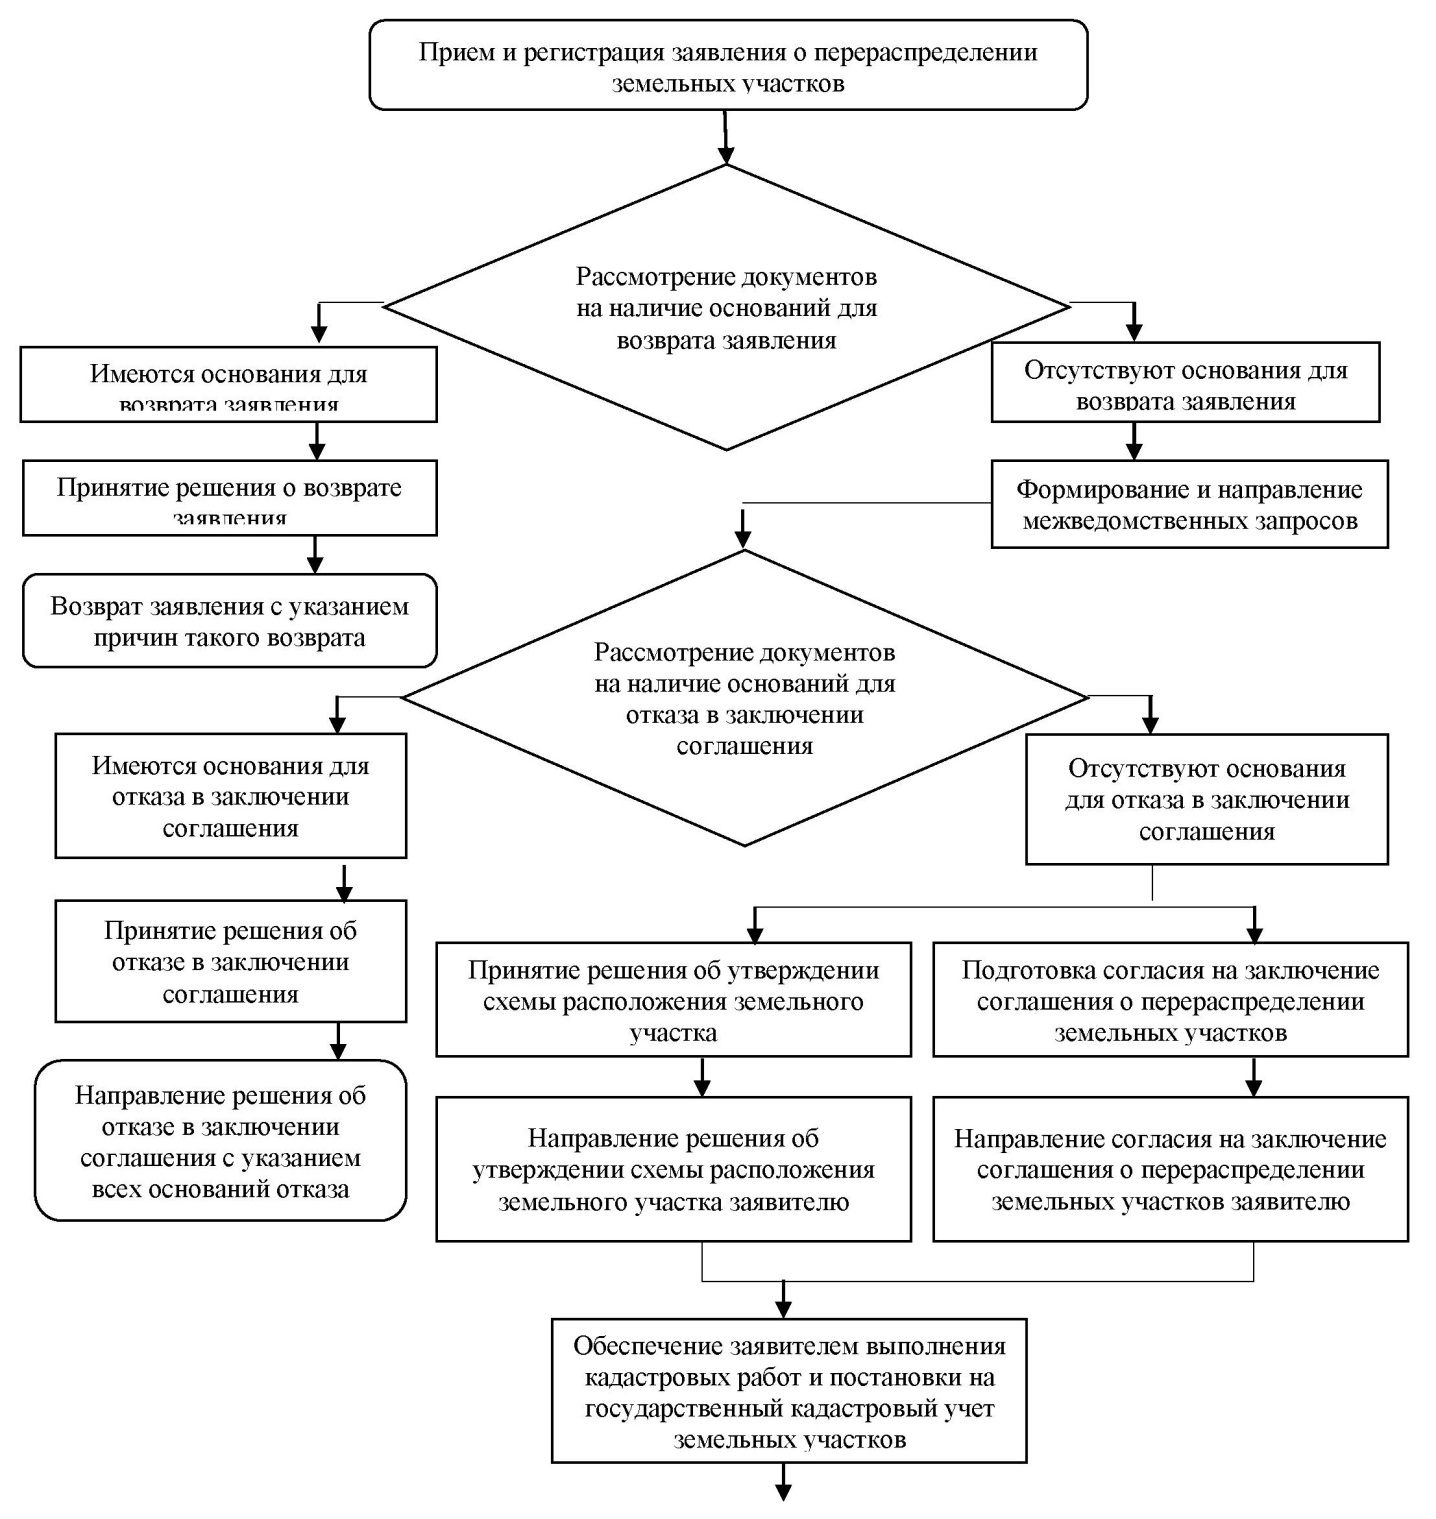 Прием и регистрация заявления о перераспределении
земельных участков
Рассмотрение документов
на наличие оснований для
возврата заявления
Имеются основания для
возврата заявления
Отсутствуют основания для
возврата заявления
Принятие решения о возврате
заявления
Формирование и направление
межведомственных запросов
Возврат заявления с указанием
причин такого возврата
Рассмотрение документов
на наличие оснований для
отказа в заключении
соглашения
Имеются основания для
отказа в заключении
соглашения
Отсутствуют основания
для отказа в заключении
соглашения
Принятие решения об
отказе в заключении
соглашения
Принятие решения об утверждении
схемы расположения земельного
участка
Подготовка согласия на заключение
соглашения о перераспределении
земельных участков
Направление решения об
отказе в заключении
соглашения с указанием
всех оснований отказа
Направление решения об
утверждении схемы расположения
земельного участка заявителю
Направление согласия на заключение
соглашения о перераспределении
земельных участков заявителю
Обеспечение заявителем выполнения
кадастровых работ и постановки на
государственный кадастровый учет
земельных участков